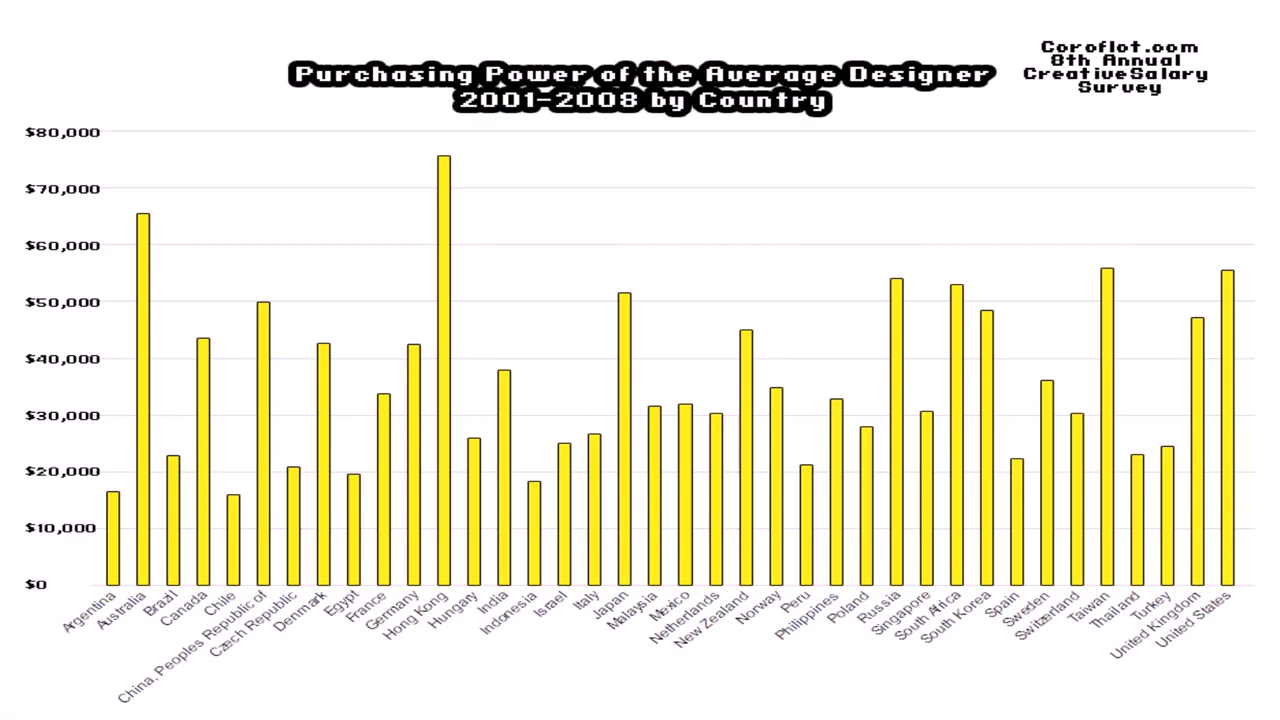 Purchasing Power of the Average Designer
2001-2008 by Country
Coroflot.com
8th Annual
CreativeSalary
Survey
$80,000
$70,000
$60,000
$50,000
$40,000
$30,000
$20,000
$10,000
$0
Argentina
Australia
Brazil
Canada
Chile
China, Peoples Republic of
Czech Republic
Denmark
Egypt
France
Germany
Hong Kong
Hungary
India
Indonesia
Israel
Italy
Japan
Malaysia
Mexico
Netherlands
New Zealand
Norway
Peru
Philippines
Poland
Russia
Singapore
South Africa
South Korea
Spain
Sweden
Switzerland
Taiwan
Thailand
Turkey
United Kingdom
United States